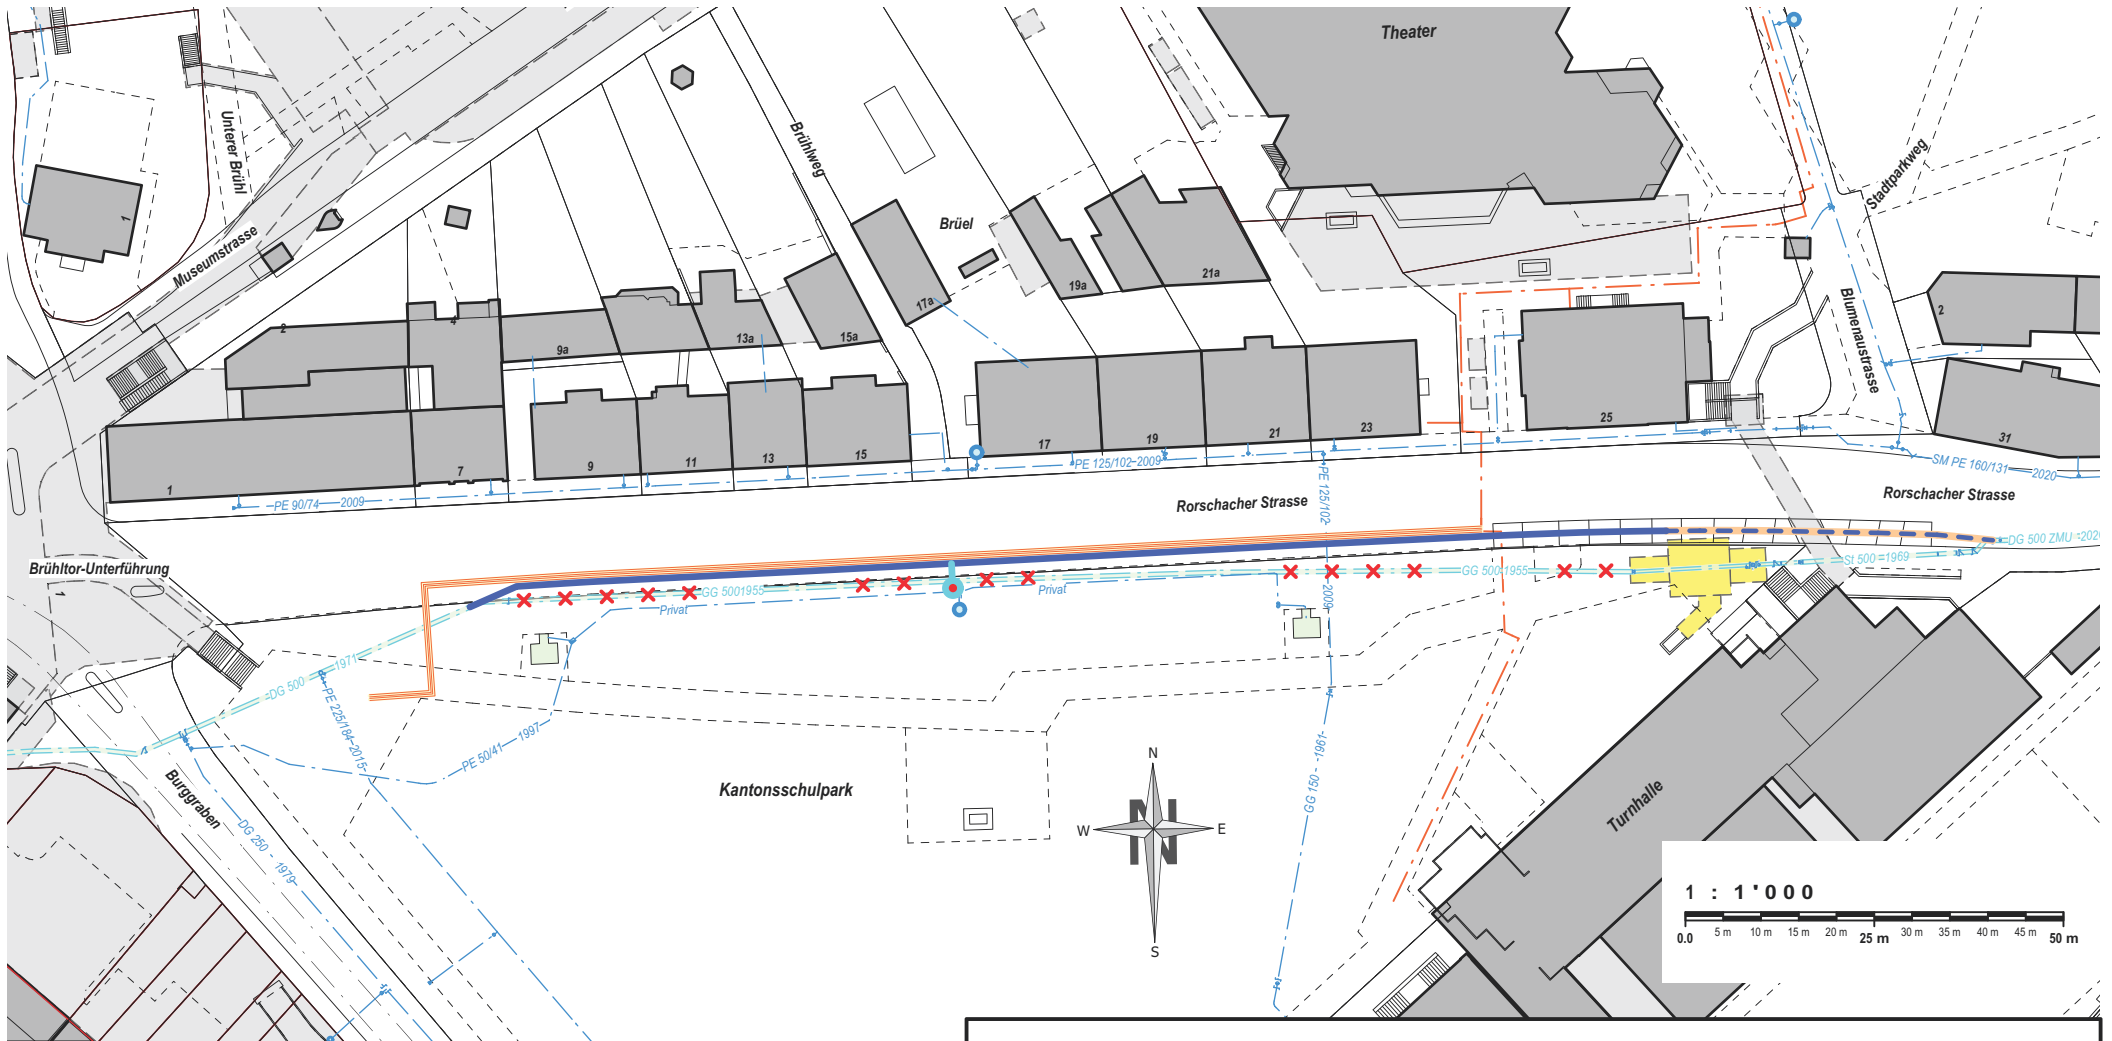 Theater
Unterer Brühl
1
Museumstrasse
Brühlweg
Brüel
Stadtparkweg
Blumenaustrasse
2
4
9a
13a
15a
17a
19a
21a
2
1
7
9
11
13
15
17
19
21
23
25
31
PE 90/74
2009
PE 125/102-2009
PE 125/102
2009
SM PE 160/131
2020
Rorschacher Strasse
Rorschacher Strasse
Brühltor-Unterführung
1
GG 500
1955
Privat
Privat
GG 500
1955
St 500
1969
DG 500 ZMU
DG 500
1971
PE 225/184-2015
PE 50/41
1997
GG 150
1961
DG 250
1979
Burggraben
Kantonsschulpark
Turnhalle
N
W
E
S
N
1 : 1'000
0.0
5 m
10 m
15 m
20 m
25 m
30 m
35 m
40 m
45 m
50 m